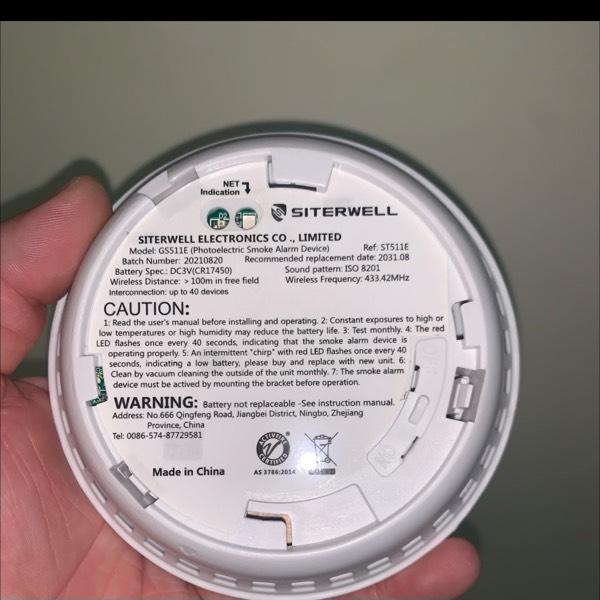 NET
Indication
D2
SITERWELL
SITERWELL ELECTRONICS CO ., LIMITED
Model: GS511E (Photoelectric Smoke Alarm Device) Ref: ST511E
Batch Number: 20210820 Recommended replacement date: 2031.08
Battery Spec.: DC3V(CR17450) Sound pattern: ISO 8201
Wireless Distance: > 100m in free field Wireless Frequency: 433.42MHz
Interconnection: up to 40 devices
CAUTION:
1: Read the user's manual before installing and operating. 2: Constant exposures to high or
low temperatures or high humidity may reduce the battery life. 3: Test monthly. 4: The red
LED flashes once every 40 seconds, indicating that the smoke alarm device is
operating properly. 5: An intermittent "chirp" with red LED flashes once every 40
seconds, indicating a low battery, please buy and replace with new unit. 6:
Clean by vacuum cleaning the outside of the unit monthly. 7: The smoke alarm
device must be actived by mounting the bracket before operation.
WARNING: Battery not replaceable -See instruction manual.
Address: No.666 Qingfeng Road, Jiangbei District, Ningbo, Zhejiang
Province, China
Tel: 0086-574-87729581
ACTIVFIRE
CERTIFIED
Made in China
AS 3786:2014